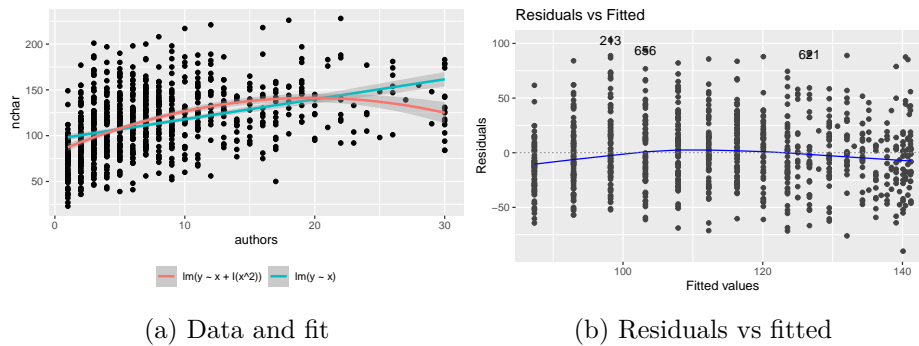 200
150
100
50
nchar
0
10
20
30
authors
lm(y ~ x + I(x^2))
lm(y ~ x)
(a) Data and fit
Residuals vs Fitted
213
656
621
100
50
0
−50
Residuals
100
120
140
Fitted values
(b) Residuals vs fitted